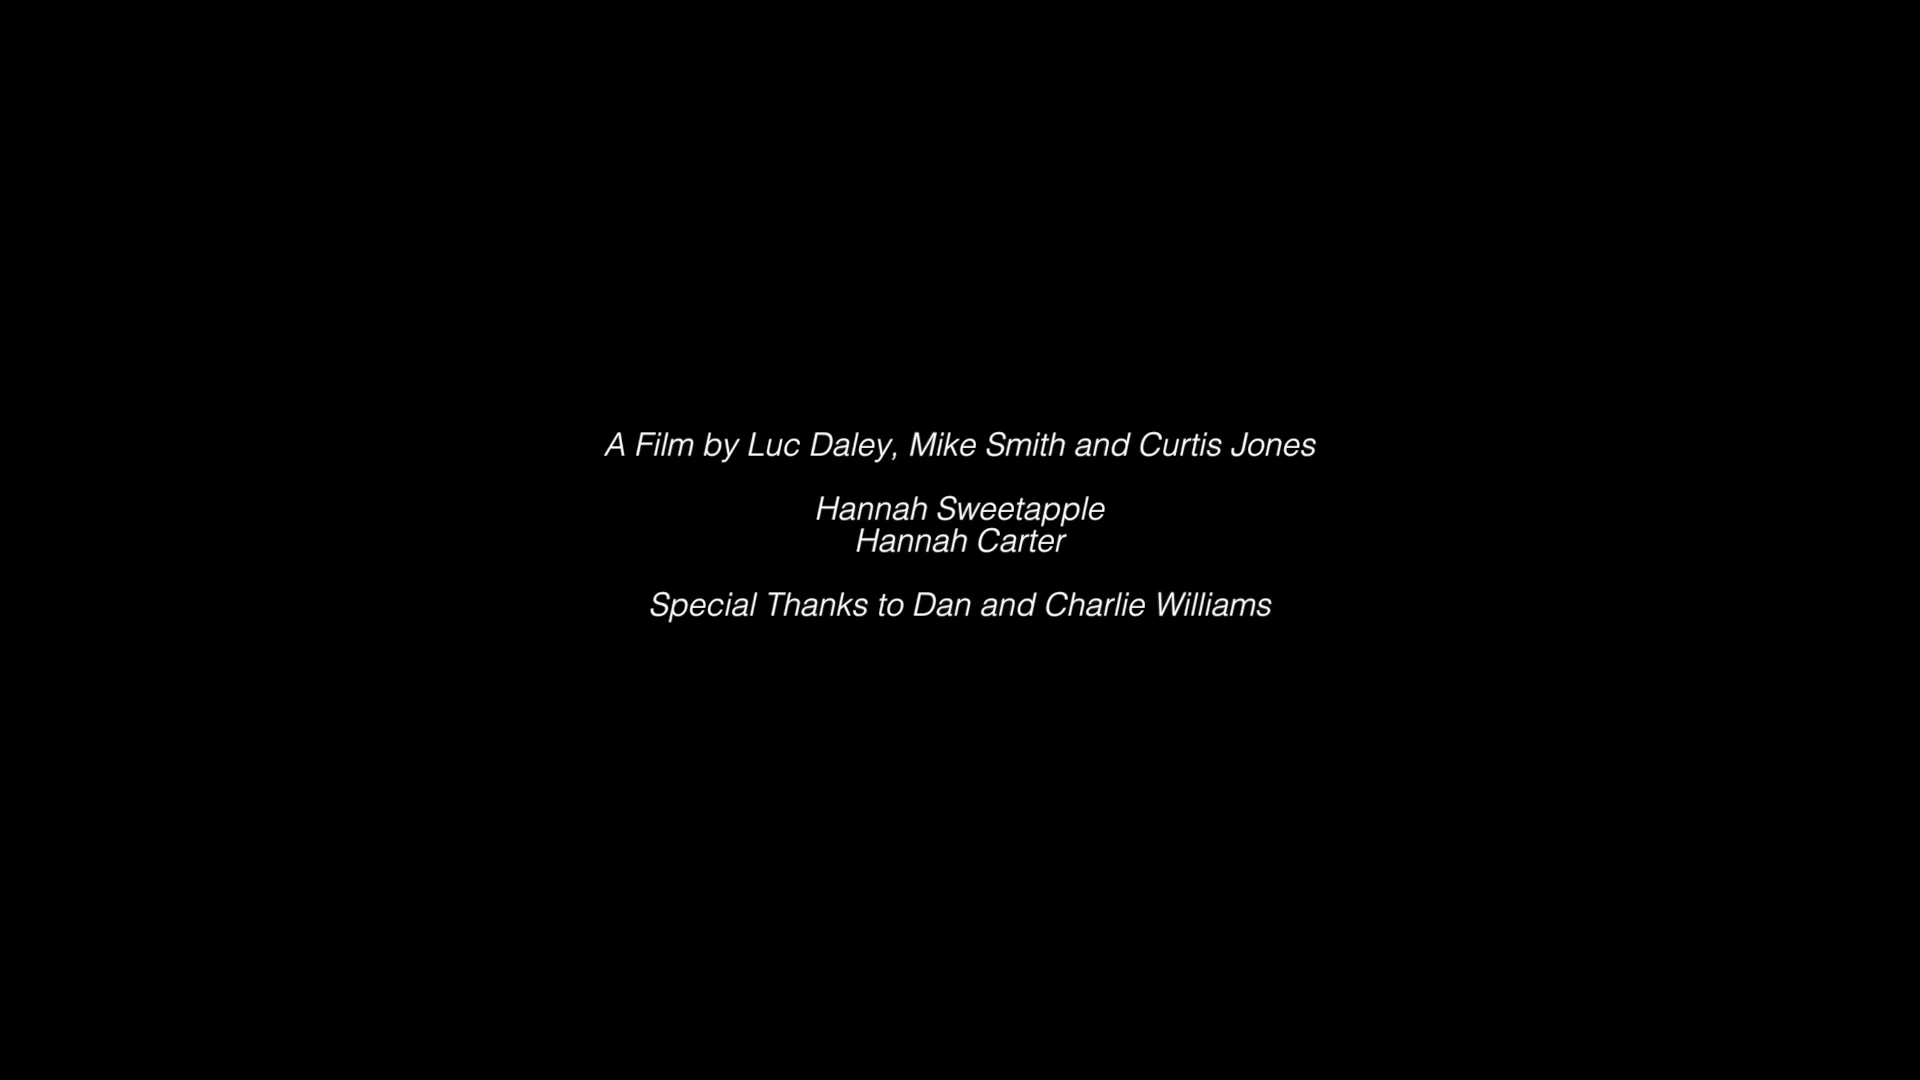 A Film by Luc Daley, Mike Smith and Curtis Jones
Hannah Sweetapple
Hannah Carter
Special Thanks to Dan and Charlie Williams